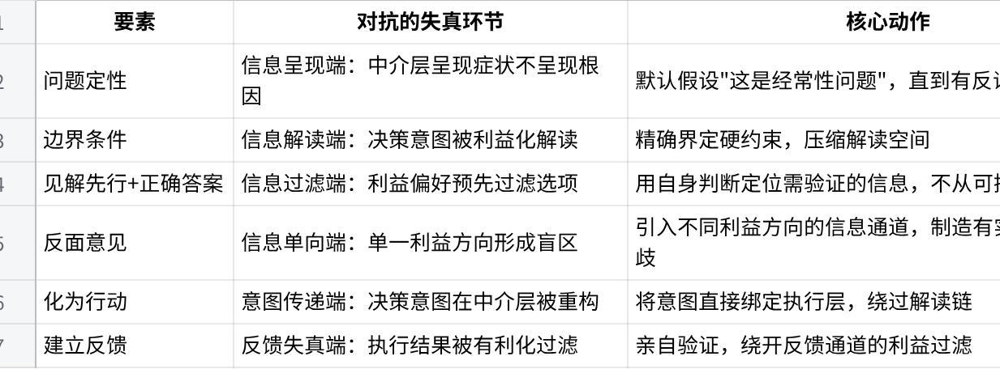 1
要素
对抗的失真环节
核心动作
2
问题定性
信息呈现端：中介层呈现症状不呈现根
因
默认假设"这是经常性问题"，直到有反
3
边界条件
信息解读端：决策意图被利益化解读
精确界定硬约束，压缩解读空间
4
见解先行+正确答案
信息过滤端：利益偏好预先过滤选项
用自身判断定位需验证的信息，不从可
5
反面意见
信息单向端：单一利益方向形成盲区
引入不同利益方向的信息通道，制造有
歧
6
化为行动
意图传递端：决策意图在中介层被重构
将意图直接绑定执行层，绕过解读链
7
建立反馈
反馈失真端：执行结果被有利化过滤
亲自验证，绕开反馈通道的利益过滤